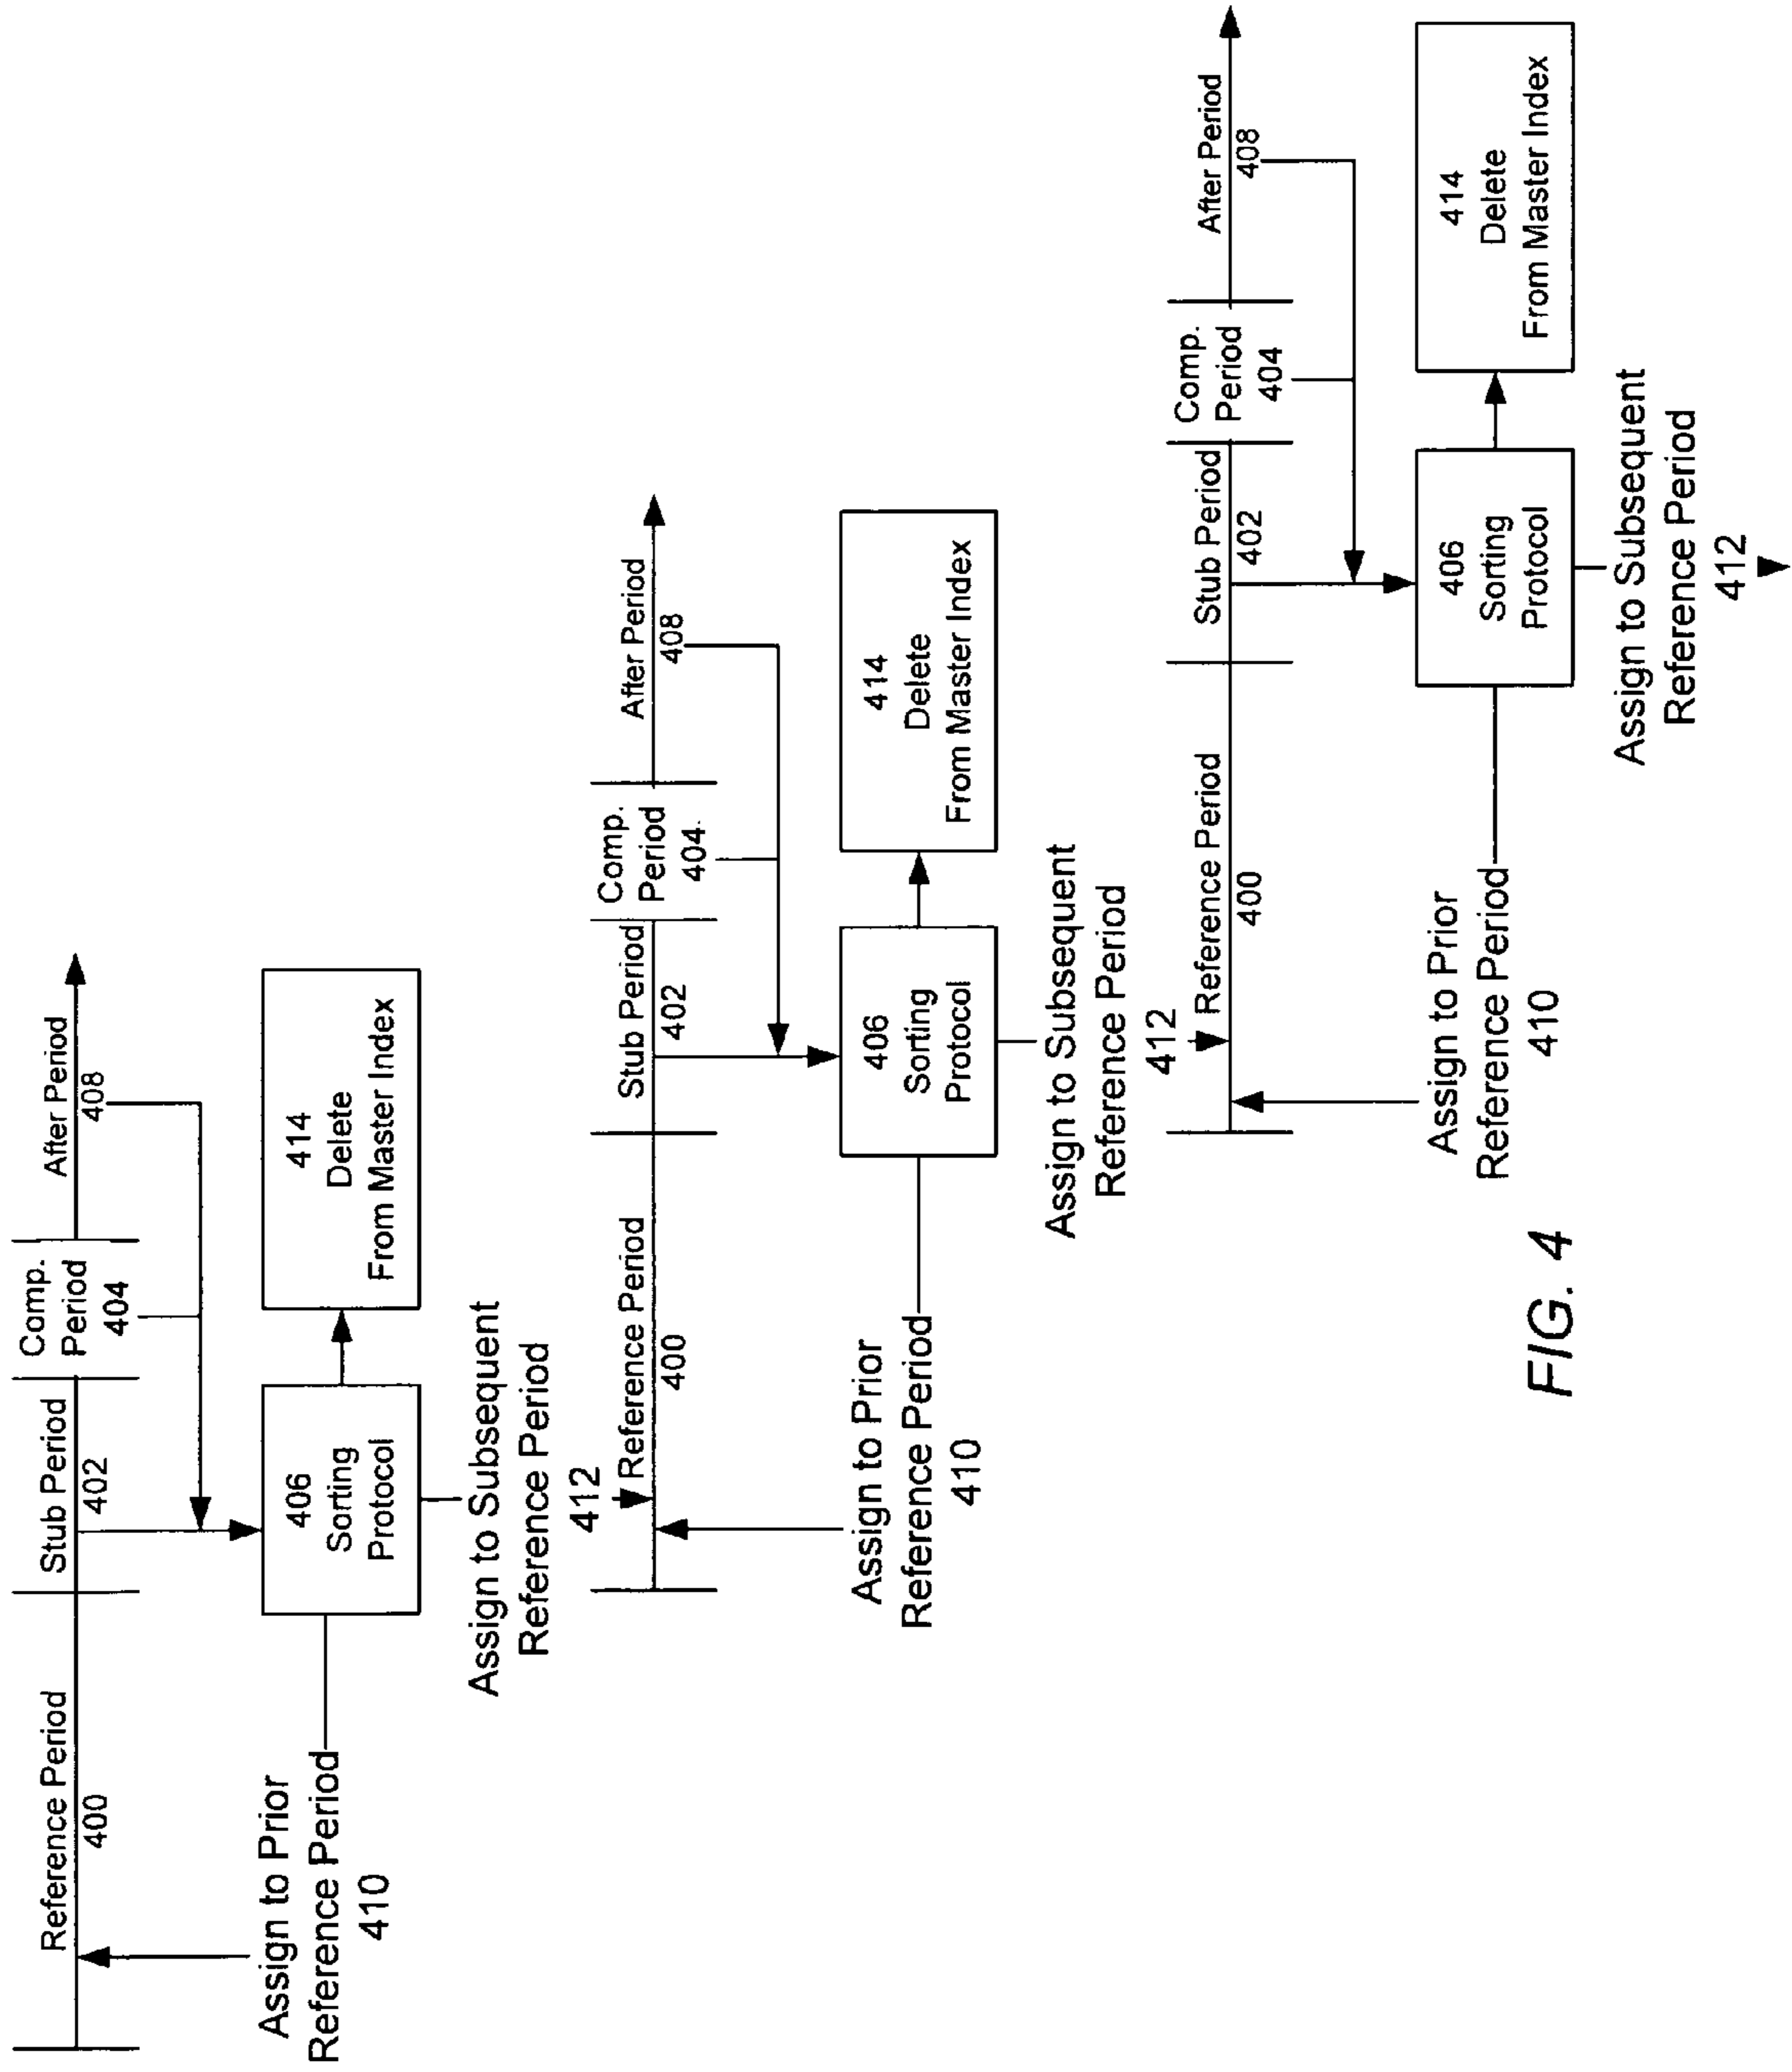 Reference Period
400
Stub Period
402
Comp.
Period
404
After Period
408
Assign to Prior
Reference Period
410
406
Sorting
Protocol
414
Delete
From Master Index
Assign to Subsequent
Reference Period
412
Reference Period
400
Stub Period
402
Comp.
Period
404
After Period
408
Assign to Prior
Reference Period
410
406
Sorting
Protocol
414
Delete
From Master Index
Assign to Subsequent
Reference Period
412
Reference Period
400
Stub Period
402
Comp.
Period
404
After Period
408
Assign to Prior
Reference Period
410
406
Sorting
Protocol
414
Delete
From Master Index
Assign to Subsequent
Reference Period
412
FIG. 4